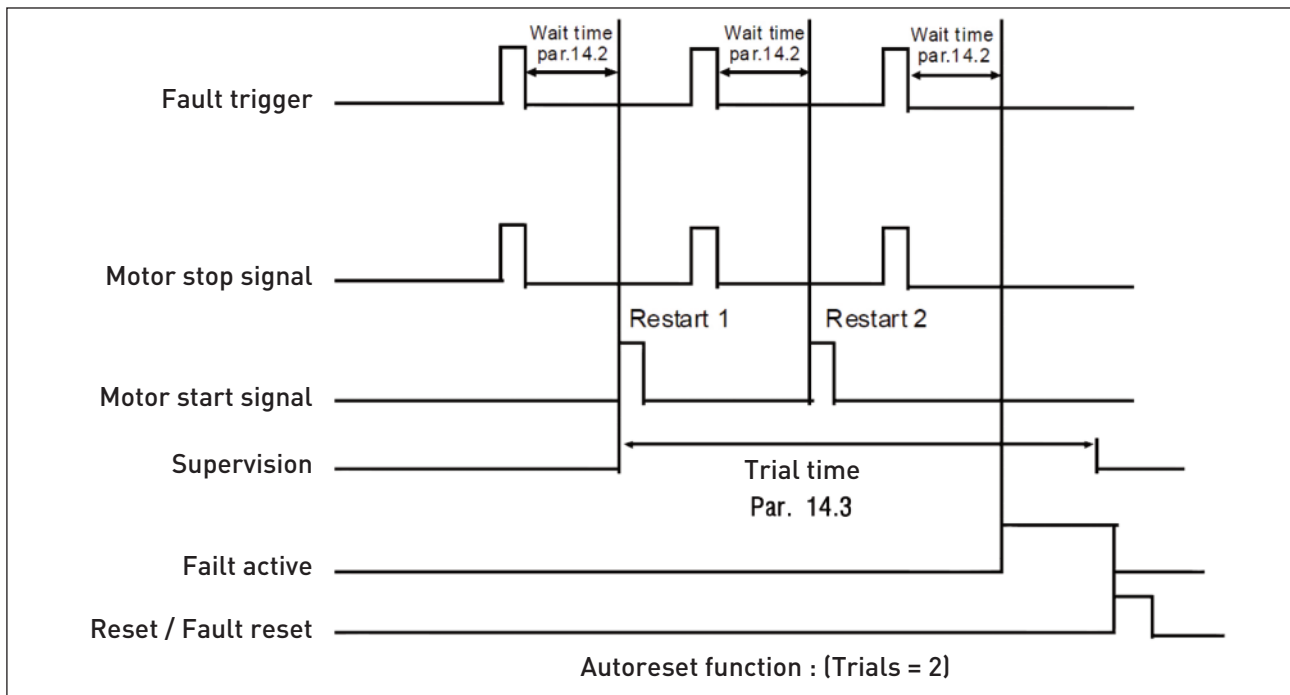 Wait time
par.14.2
Wait time
par.14.2
Wait time
par.14.2
Fault trigger
Motor stop signal
Restart 1
Restart 2
Motor start signal
Supervision
Trial time
Par. 14.3
Failt active
Reset / Fault reset
Autoreset function : (Trials = 2)